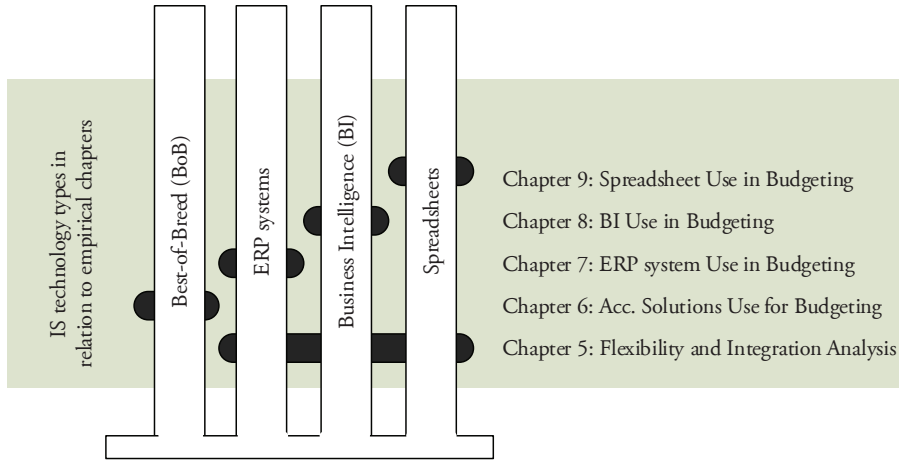 IS technology types in
relation to empirical chapters
Best-of-Breed (BoB)
ERP systems
Business Intelligence (BI)
Spreadsheets
Chapter 9: Spreadsheet Use in Budgeting
Chapter 8: BI Use in Budgeting
Chapter 7: ERP system Use in Budgeting
Chapter 6: Acc. Solutions Use for Budgeting
Chapter 5: Flexibility and Integration Analysis